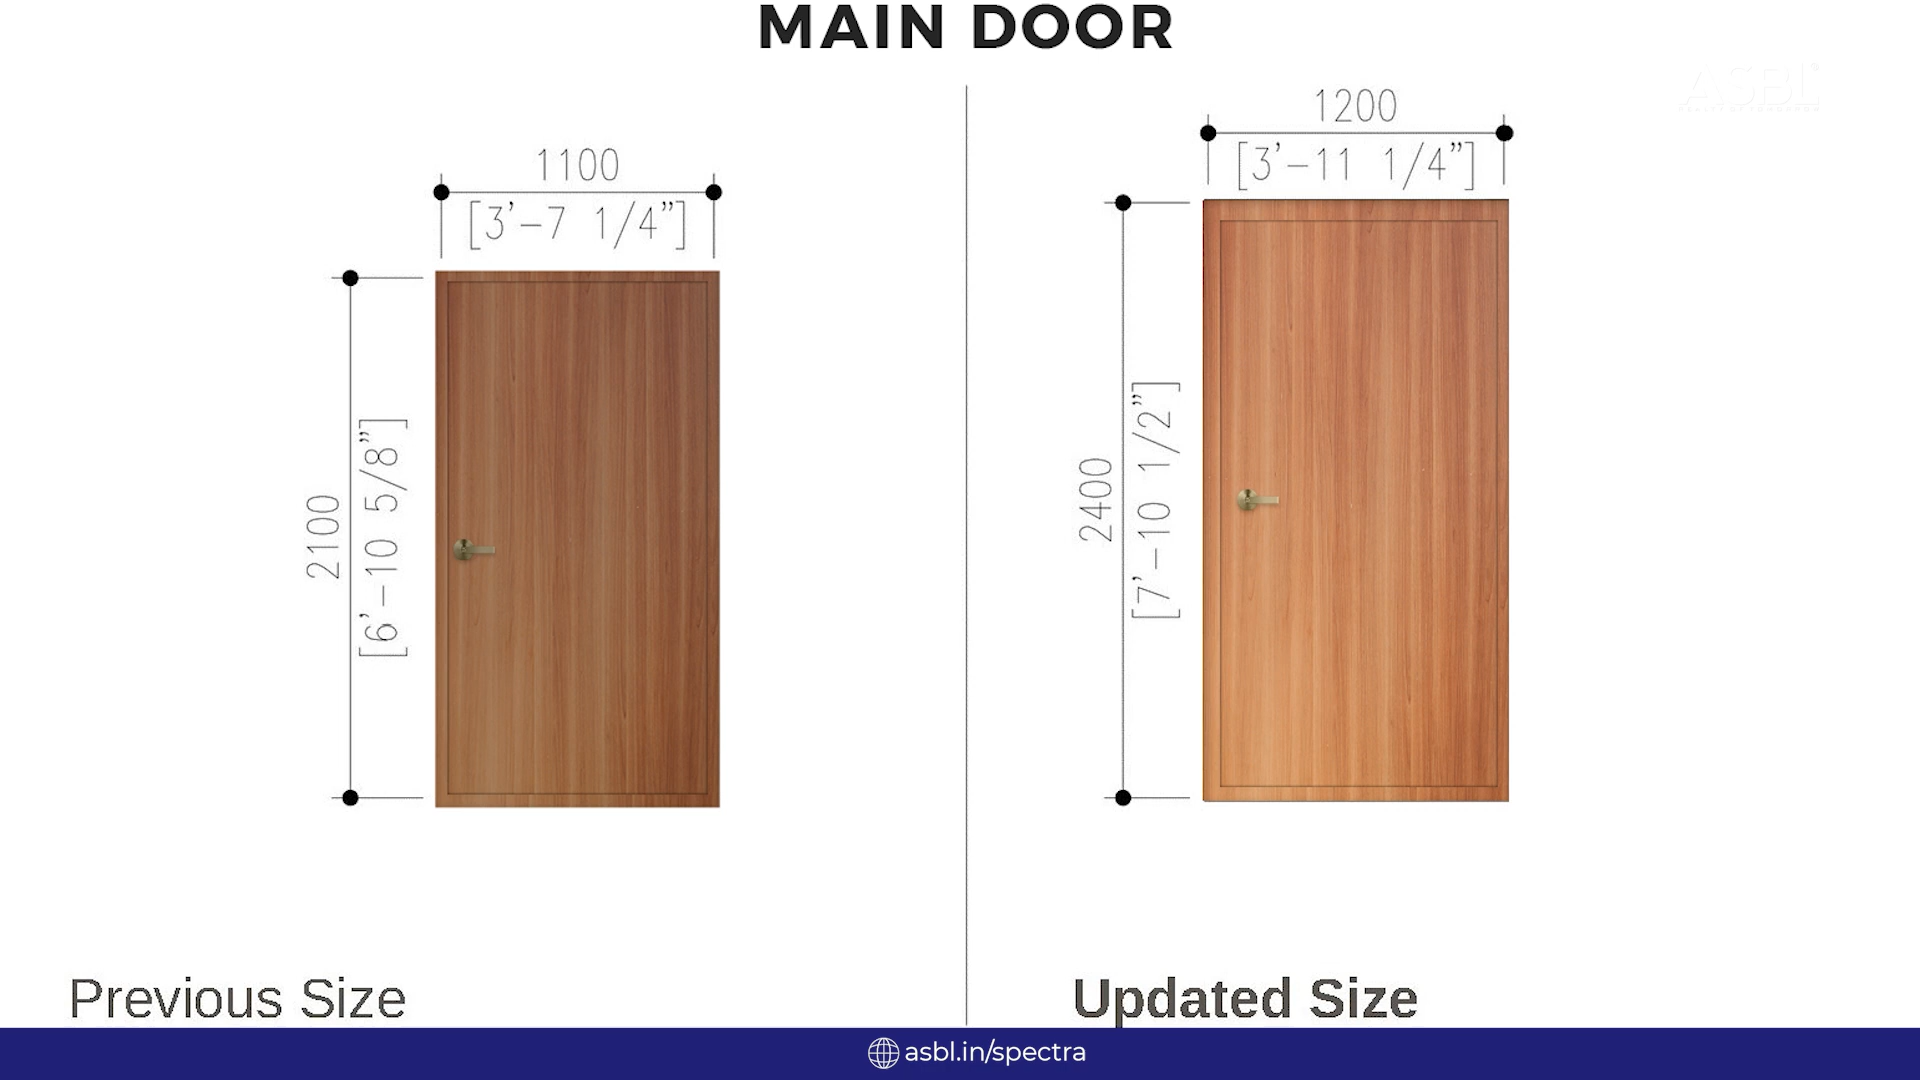 MAIN DOOR
ASBL
1100
[3'-7 1/4"]
2100
[6'-10 5/8"]
1200
[3'-11 1/4"]
2400
[7'-10 1/2"]
Previous Size
Updated Size
asbl.in/spectra